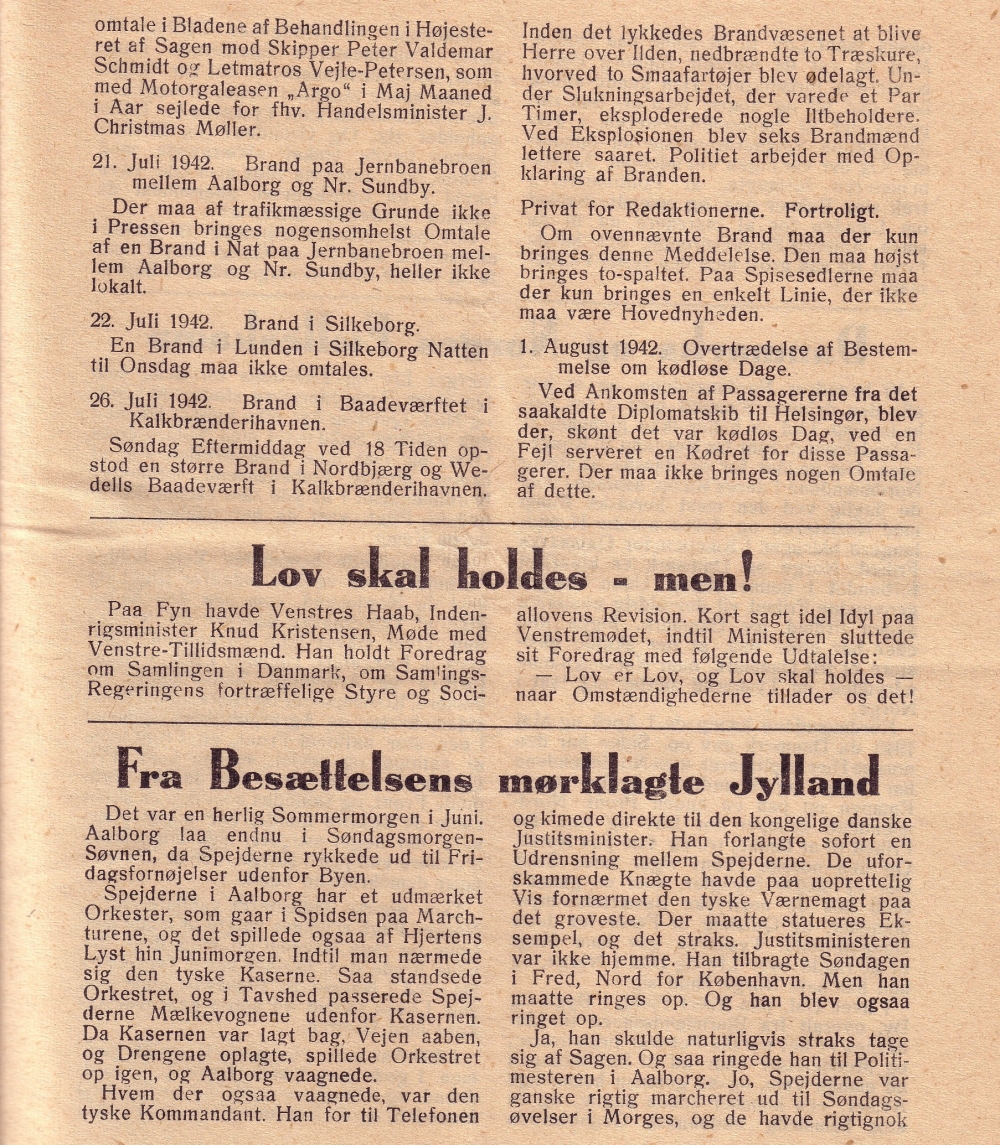 omtale i Bladene af Behandlingen i Højeste-
ret af Sagen mod Skipper Peter Valdemar
Schmidt og Letmatros Vejle-Petersen, som
med Motorgaleasen „Argo“ i Maj Maaned
i Aar sejlede for fhv. Handelsminister J.
Christmas Møller.
21. Juli 1942. Brand paa Jernbanebroen
mellem Aalborg og Nr. Sundby.
Der maa af trafikmæssige Grunde ikke
i Pressen bringes nogensomhelst Omtale
af en Brand i Nat paa Jernbanebroen mel-
lem Aalborg og Nr. Sundby, heller ikke
lokalt.
22. Juli 1942. Brand i Silkeborg.
En Brand i Lunden i Silkeborg Natten
til Onsdag maa ikke omtales.
26. Juli 1942. Brand i Baadeværftet i
Kalkbrænderihavnen.
Søndag Eftermiddag ved 18 Tiden op-
stod en større Brand i Nordbjærg og We-
dells Baadeværft i Kalkbrænderihavnen.
Inden det lykkedes Brandvæsenet at blive
Herre over Ilden, nedbrændte to Træskure,
hvorved to Smaafartøjer blev ødelagt. Un-
der Slukningsarbejdet, der varede et Par
Timer, eksploderede nogle Iltbeholdere.
Ved Eksplosionen blev seks Brandmænd
lettere saaret. Politiet arbejder med Op-
klaring af Branden.
Privat for Redaktionerne. Fortroligt.
Om ovennævnte Brand maa der kun
bringes denne Meddelelse. Den maa højst
bringes to-spaltet. Paa Spisesedlerne maa
der kun bringes en enkelt Linie, der ikke
maa være Hovednyheden.
1. August 1942. Overtrædelse af Bestem-
melse om kødløse Dage.
Ved Ankomsten af Passagererne fra det
saakaldte Diplomatskib til Helsingør, blev
der, skønt det var kødløs Dag, ved en
Fejl serveret en Kødret for disse Passa-
gerer. Der maa ikke bringes nogen Omtale
af dette.
Lov skal holdes - men!
Paa Fyn havde Venstres Haab, Inden-
rigsminister Knud Kristensen, Møde med
Venstre-Tillidsmænd. Han holdt Foredrag
om Samlingen i Danmark, om Samlings-
Regeringens fortræffelige Styre og Soci-
allovens Revision. Kort sagt idel Idyl paa
Venstremødet, indtil Ministeren sluttede
sit Foredrag med følgende Udtalelse:
— Lov er Lov, og Lov skal holdes —
naar Omstændighederne tillader os det!
Fra Besættelsens mørklagte Jylland
Det var en herlig Sommermorgen i Juni.
Aalborg laa endnu i Søndagsmorgen-
Søvnen, da Spejderne rykkede ud til Fri-
dagsfornøjelser udenfor Byen.
Spejderne i Aalborg har et udmærket
Orkester, som gaar i Spidsen paa March-
turene, og det spillede ogsaa af Hjertens
Lyst hin Junimorgen. Indtil man nærmede
sig den tyske Kaserne. Saa standsede
Orkestret, og i Tavshed passerede Spej-
derne Mælkevognene udenfor Kasernen.
Da Kasernen var lagt bag, Vejen aaben,
og Drengene oplagte, spillede Orkestret
op igen, og Aalborg vaagnede.
Hvem der ogsaa vaagnede, var den
tyske Kommandant. Han for til Telefonen
og kimede direkte til den kongelige danske
Justitsminister. Han forlangte sofort en
Udrensning mellem Spejderne. De ufor-
skammede Knægte havde paa uoprettelig
Vis fornærmet den tyske Værnemagt paa
det groveste. Der maatte statueres Ek-
sempel, og det straks. Justitsministeren
var ikke hjemme. Han tilbragte Søndagen
i Fred, Nord for København. Men han
maatte ringes op. Og han blev ogsaa
ringet op.
Ja, han skulde naturligvis straks tage
sig af Sagen. Og saa ringede han til Politi-
mesteren i Aalborg. Jo, Spejderne var
ganske rigtig marcheret ud til Søndags-
øvelser i Morges, og de havde rigtignok